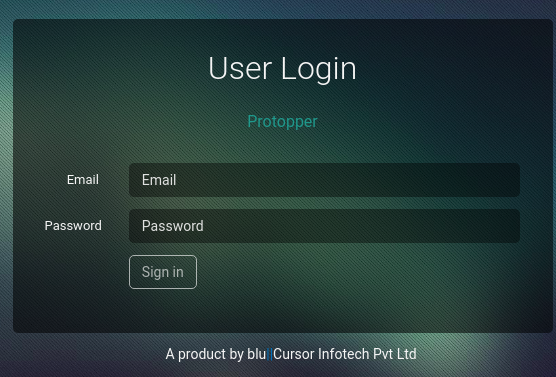 User Login
Protopper
Email Email
Password Password
Sign in
A product by blu||Cursor Infotech Pvt Ltd